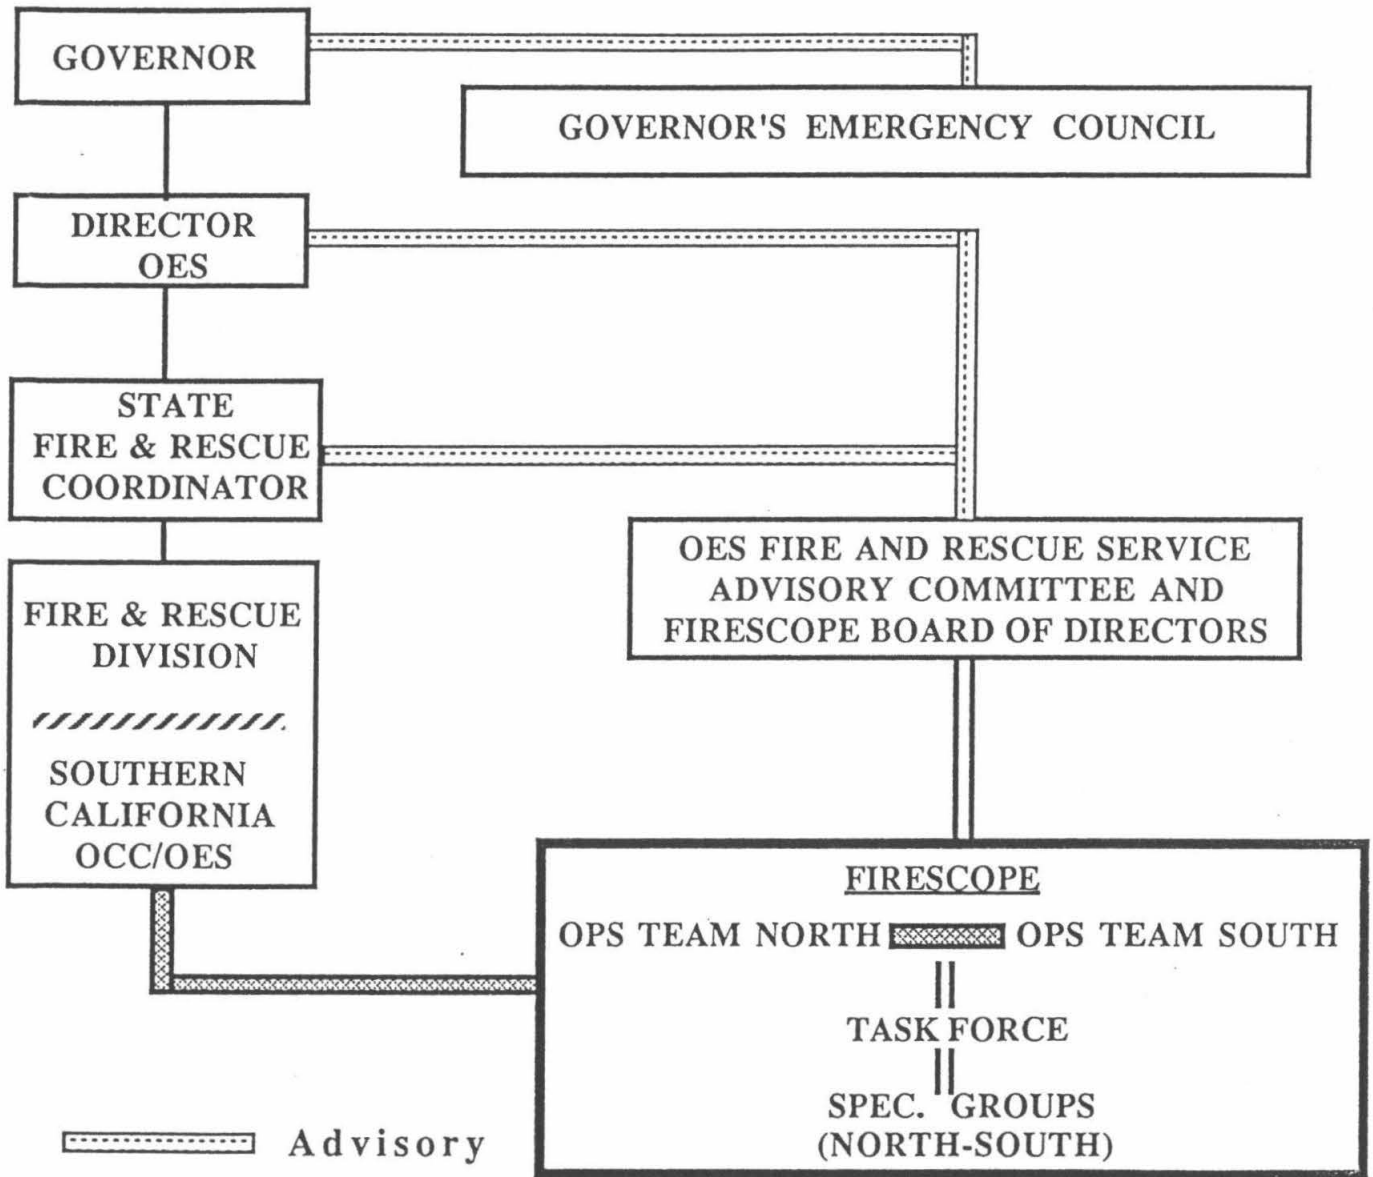 GOVERNOR
GOVERNOR'S EMERGENCY COUNCIL
DIRECTOR
OES
STATE
FIRE & RESCUE
COORDINATOR
OES FIRE AND RESCUE SERVICE
ADVISORY COMMITTEE AND
FIRESCOPE BOARD OF DIRECTORS
FIRE & RESCUE
DIVISION
SOUTHERN
CALIFORNIA
OCC/OES
FIRESCOPE
OPS TEAM NORTH OPS TEAM SOUTH
TASK FORCE
SPEC. GROUPS
(NORTH-SOUTH)
Advisory